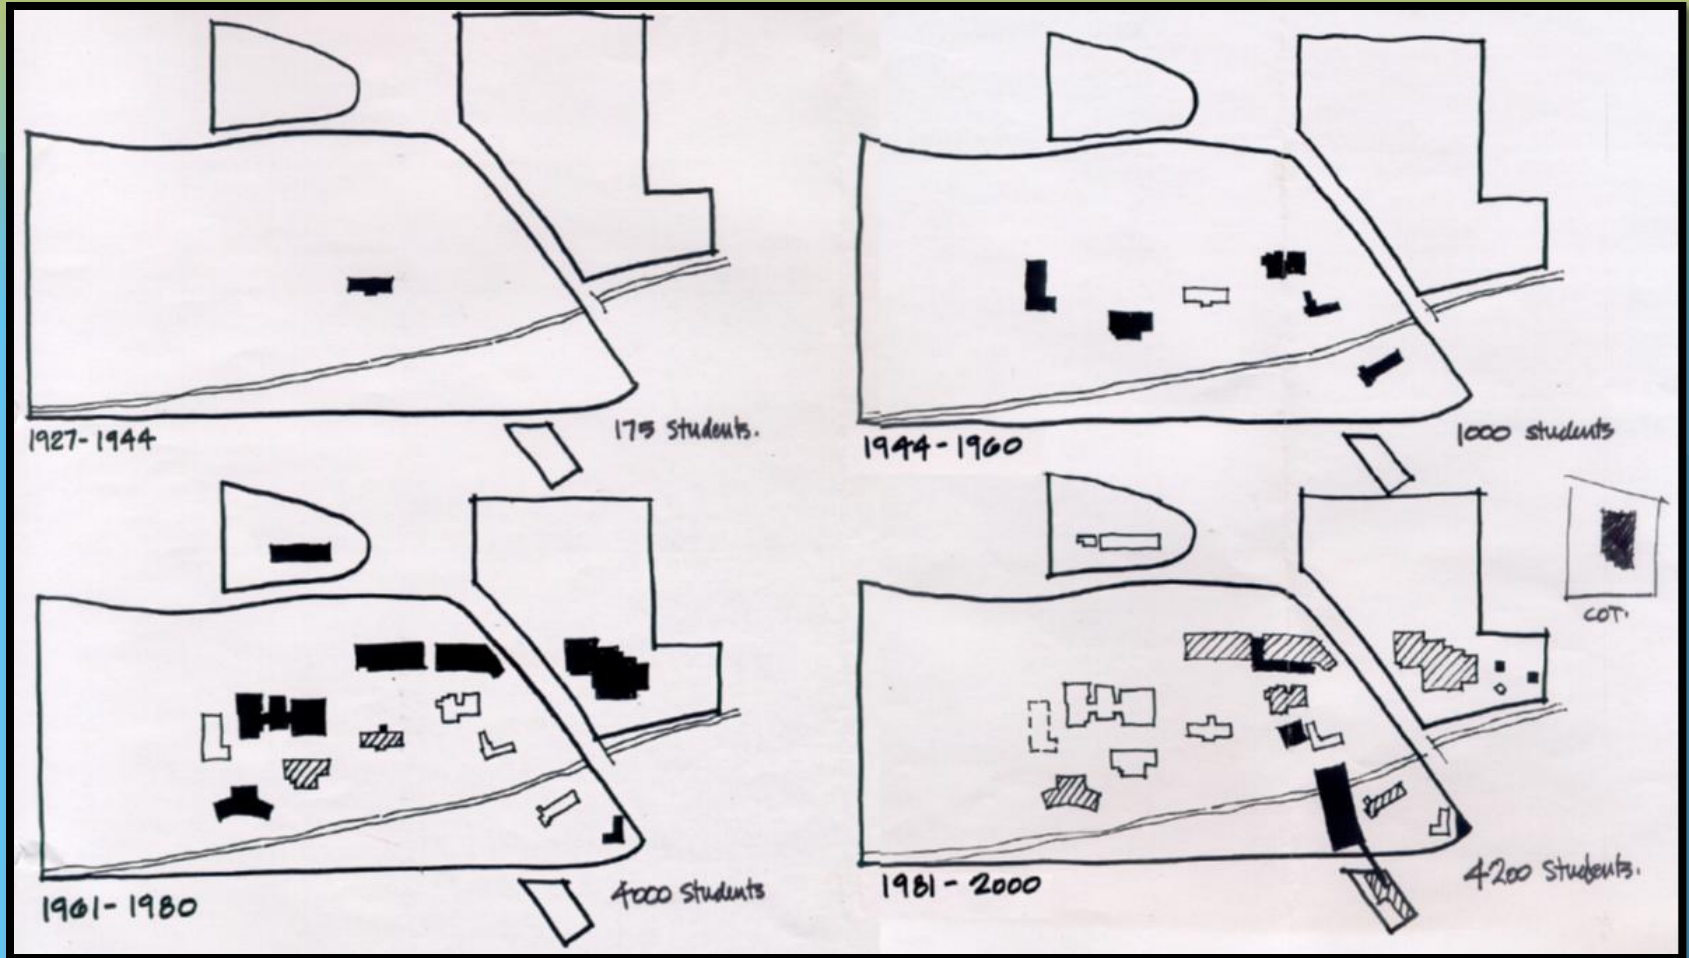 1927-1944
175 Students.
1944-1960
1000 students
1961-1980
4000 Students
COT.
1981-2000
4200 Students.